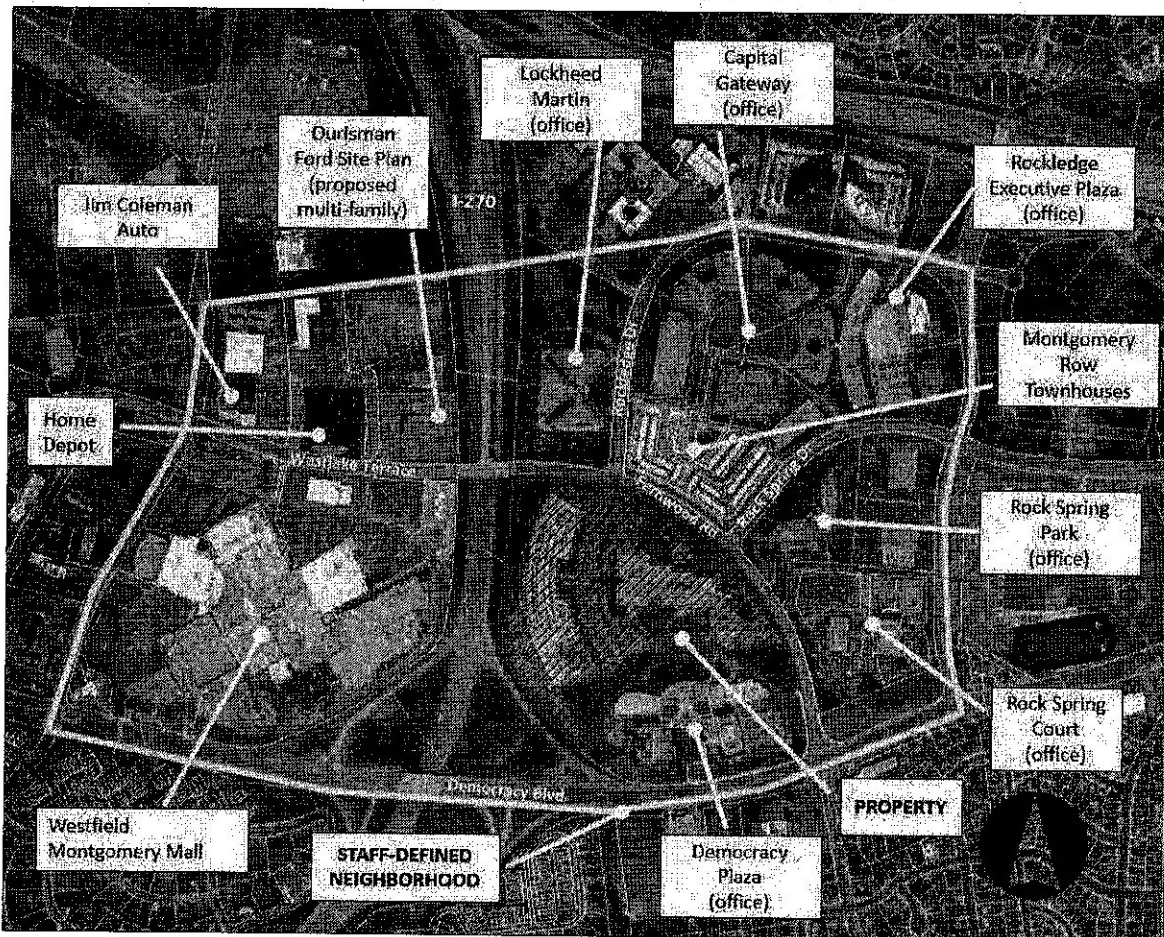 Lockheed
Martin
(office)
Capital
Gateway
(office)
Ourisman
Ford Site Plan
(proposed
multi-family)
Jim Coleman
Auto
I-270
Rockledge
Executive Plaza
(office)
Montgomery
Row
Townhouses
Home
Depot
Westlake Terrace
Rock Spring
Park
(office)
Rock Spring
Court
(office)
Democracy Blvd
Westfield
Montgomery Mall
STAFF-DEFINED
NEIGHBORHOOD
Democracy
Plaza
(office)
PROPERTY